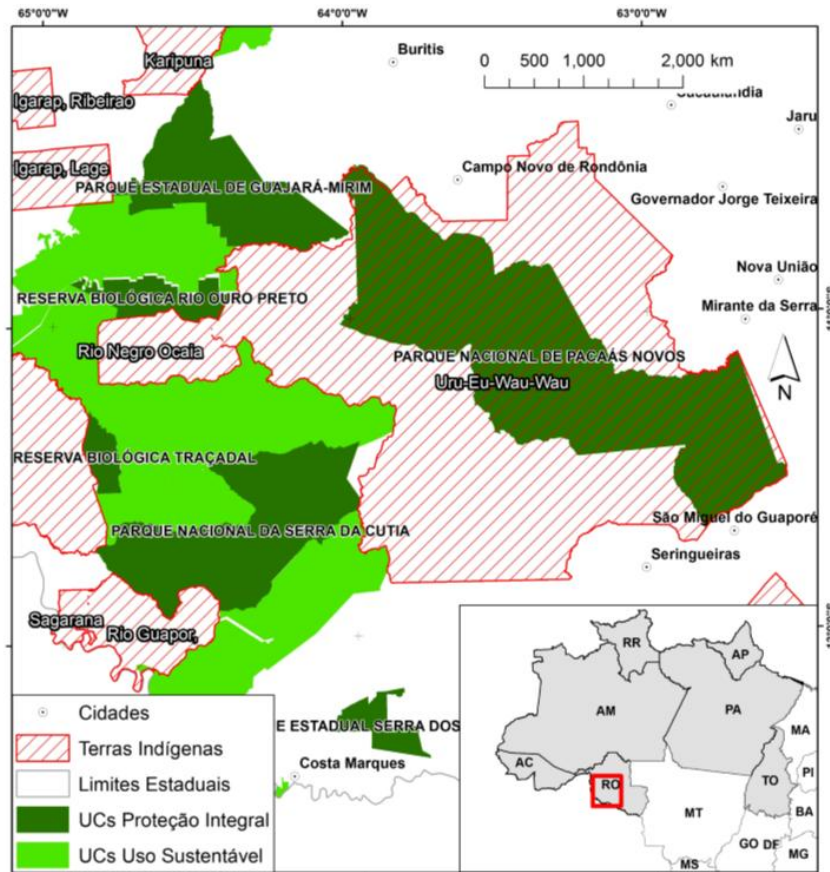 65°0'0"W
64°0'0"W
63°0'0"W
Karipuna
Buritis
0 500 1,000 2,000 km
Igarap, Ribeirao
Jaru
Igarap, Lage
Campo Novo de Rondônia
PARQUE ESTADUAL DE GUAJARÁ-MIRIM
Governador Jorge Teixeira
Nova União
RESERVA BIOLÓGICA RIO OURO PRETO
Mirante da Serra
Rio Negro Ocaia
PARQUE NACIONAL DE PACAÁS NOVOS
Uru-Eu-Wau-Wau
N
RESERVA BIOLÓGICA TRAÇADAL
São Miguel do Guaporé
PARQUE NACIONAL DA SERRA DA CUTIA
Seringueiras
Sagarana
Rio Guapor,
E ESTADUAL SERRA DOS
Costa Marques
Cidades
Terras Indígenas
Limites Estaduais
UCs Proteção Integral
UCs Uso Sustentável
RR
AP
AM
PA
MA
AC
PI
TO
RO
BA
MT
GO
DF
MG
MS